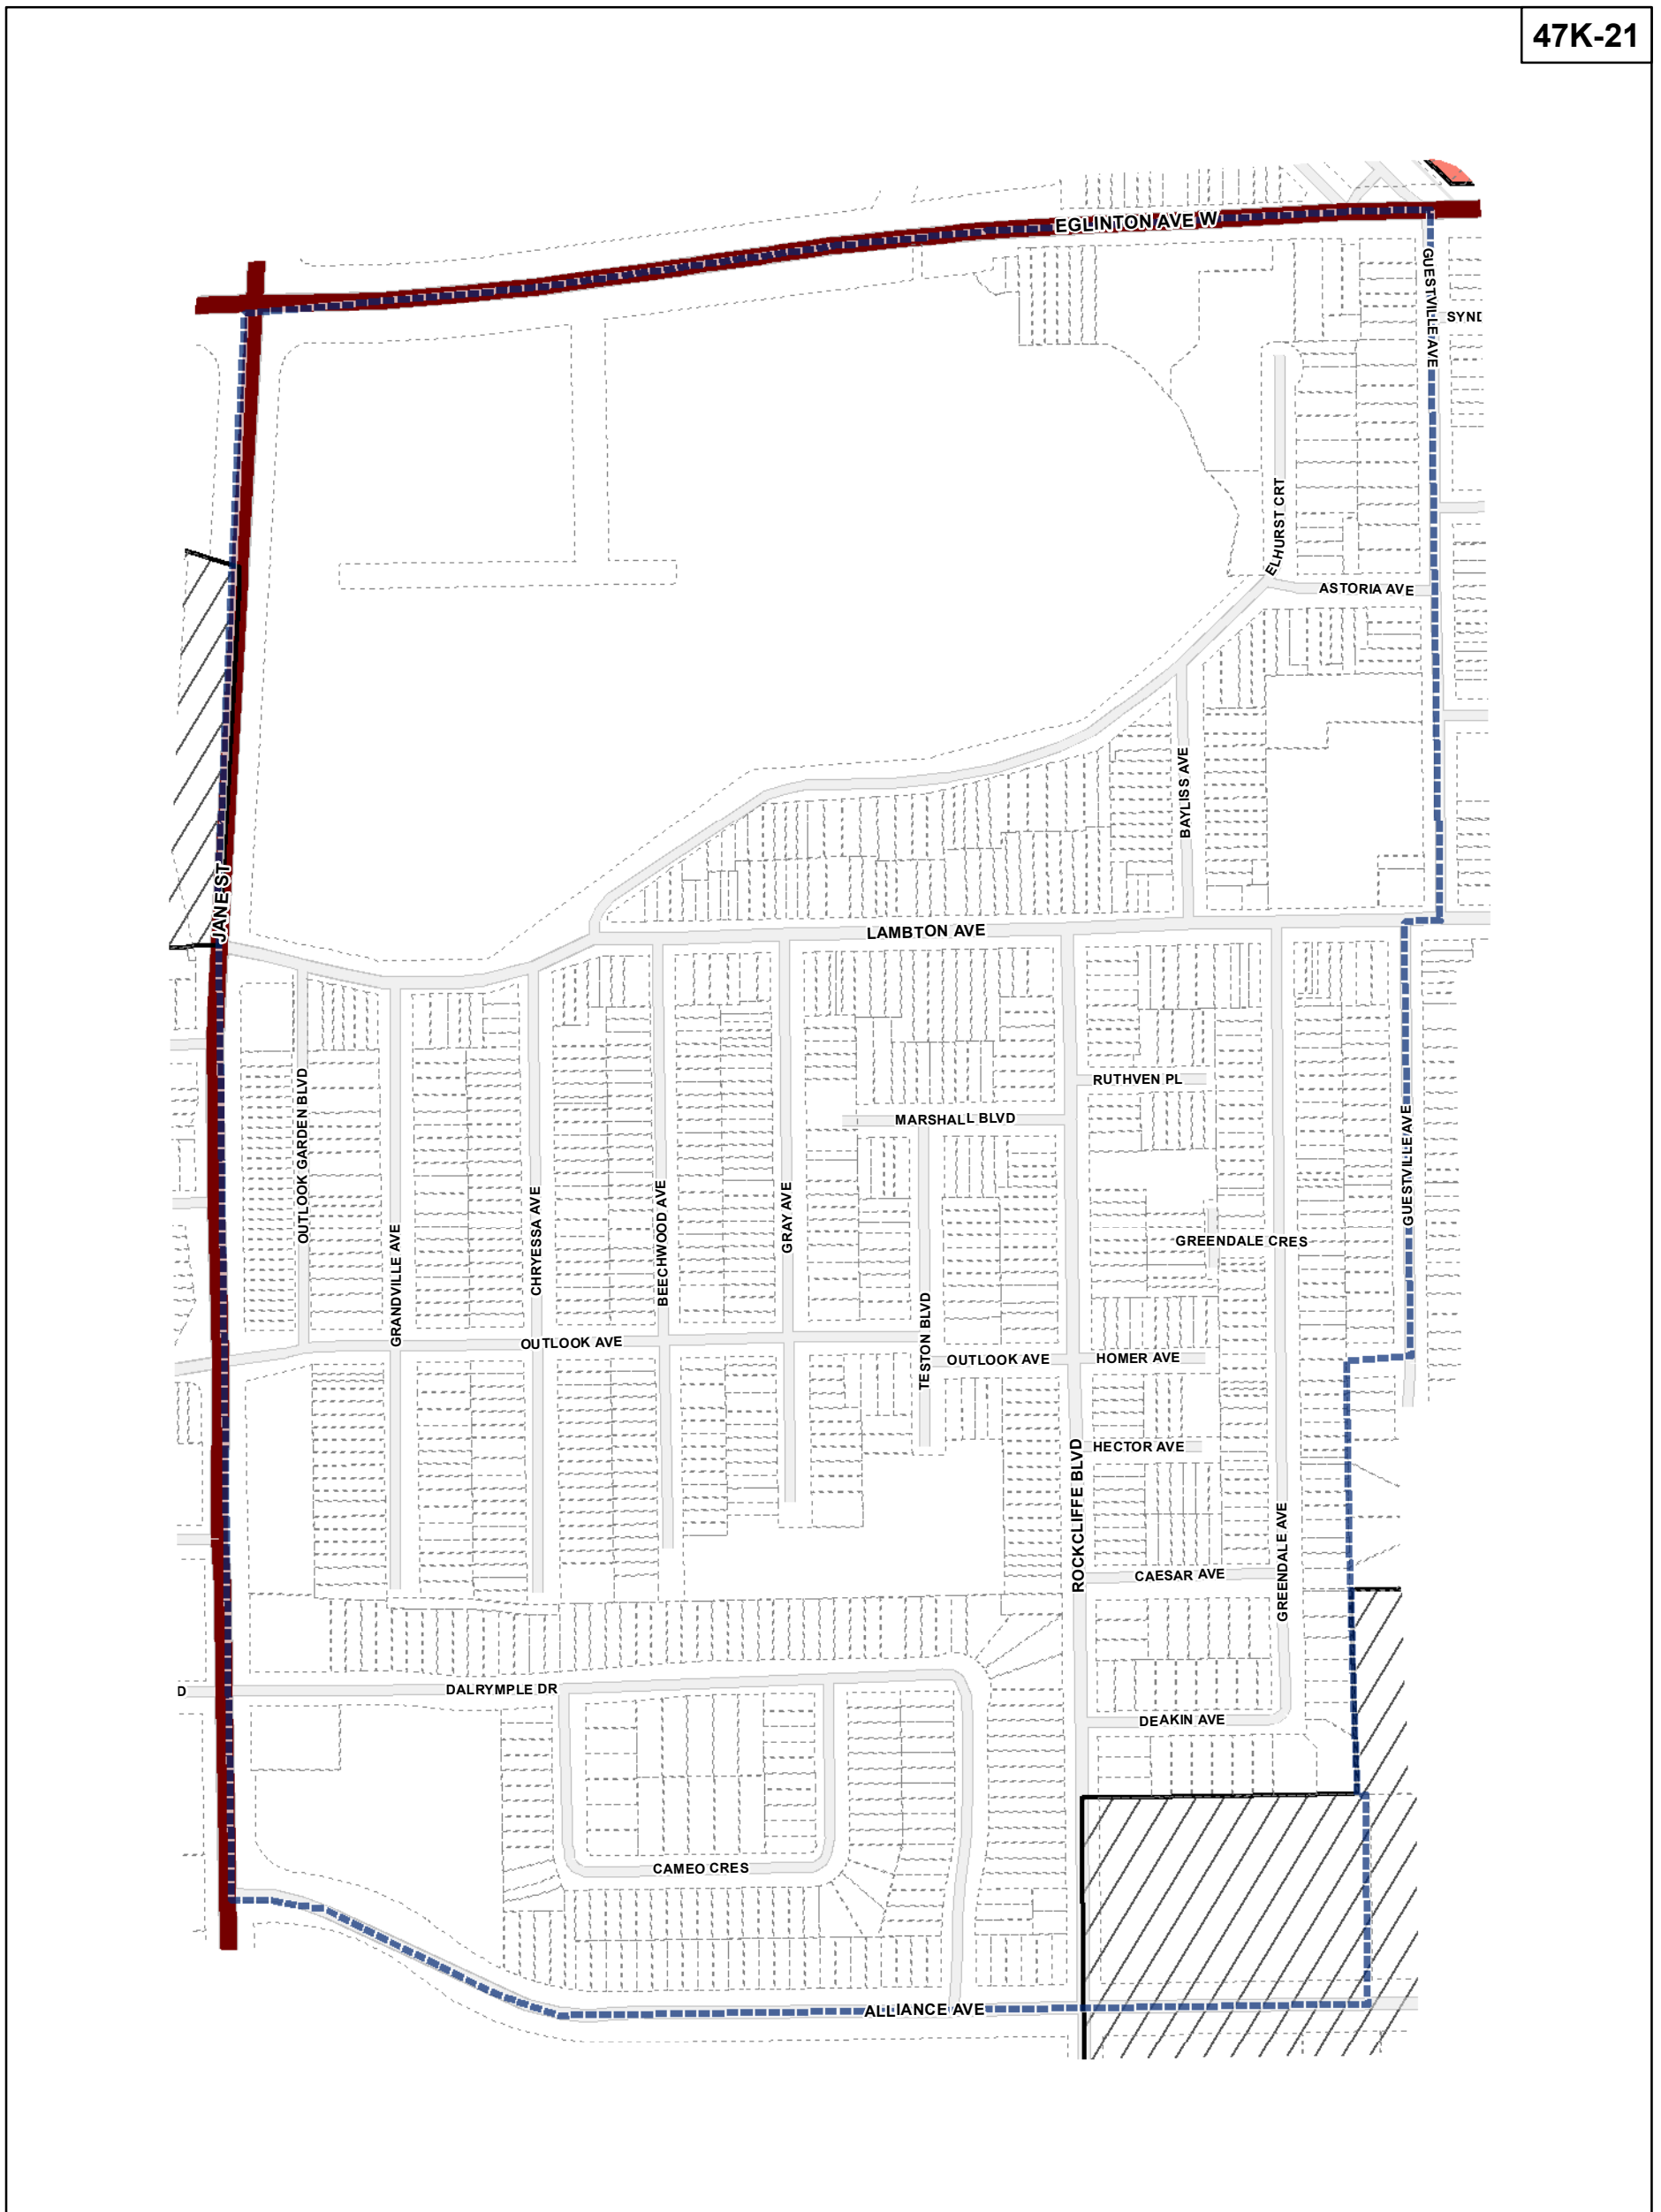 47K-21
EGLINTON AVE W
GUESTVILLE AVE
SYND
ELHURST CRT
ASTORIA AVE
BAYLISS AVE
JANE ST
LAMBTON AVE
RUTHVEN PL
MARSHALL BLVD
OUTLOOK GARDEN BLVD
GUESTVILLE AVE
GRANDVILLE AVE
CHRYESSA AVE
BEECHWOOD AVE
GRAY AVE
GREENDALE CRES
TESTON BLVD
OUTLOOK AVE
OUTLOOK AVE
HOMER AVE
HECTOR AVE
ROCKCLIFFE BLVD
GREENDALE AVE
CAESAR AVE
D
DALRYMPLE DR
DEAKIN AVE
CAMEO CRES
ALLIANCE AVE